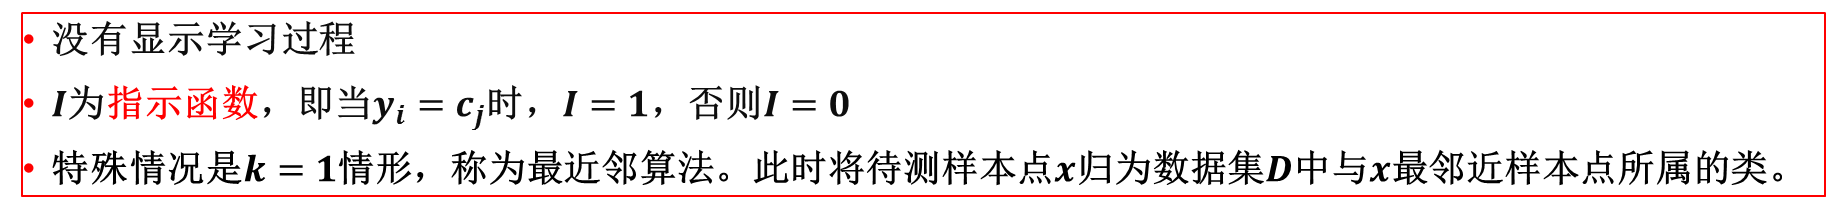 • 没有显示学习过程
• I为指示函数，即当y_i = c_j时，I = 1，否则I = 0
• 特殊情况是k = 1情形，称为最近邻算法。此时将待测样本点x归为数据集D中与x最邻近样本点所属的类。